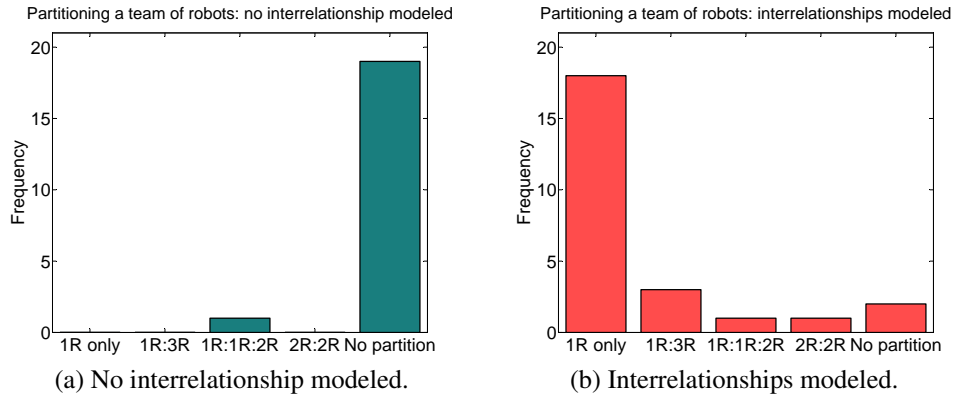 Partitioning a team of robots: no interrelationship modeled
20
15
10
5
0
Frequency
1R only 1R:3R 1R:1R:2R 2R:2R No partition
(a) No interrelationship modeled.
Partitioning a team of robots: interrelationships modeled
20
15
10
5
0
Frequency
1R only 1R:3R 1R:1R:2R 2R:2R No partition
(b) Interrelationships modeled.